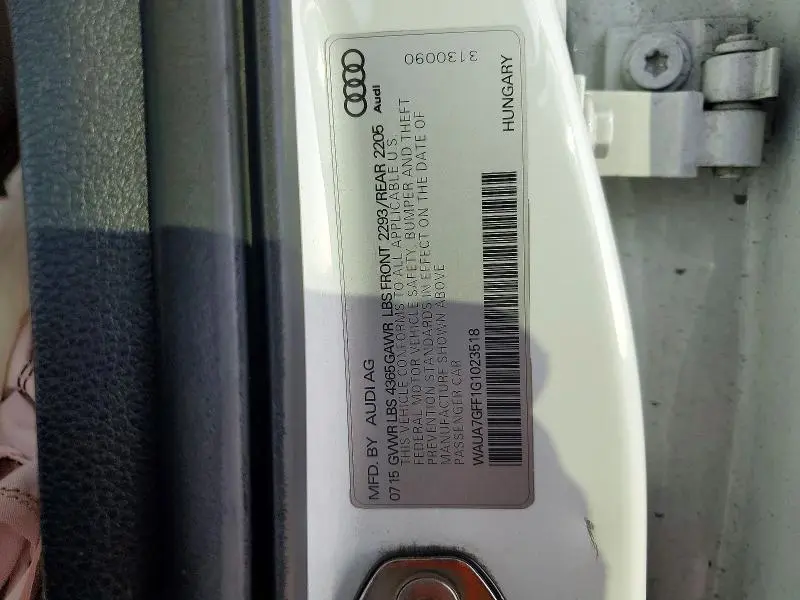 MFD. BY AUDI AG
07 15 GVWR LBS 4365 GAWR LBS FRONT 2293/REAR 2205
THIS VEHICLE CONFORMS TO ALL APPLICABLE U.S.
FEDERAL MOTOR VEHICLE SAFETY, BUMPER AND THEFT
PREVENTION STANDARDS IN EFFECT ON THE DATE OF
MANUFACTURE SHOWN ABOVE
PASSENGER CAR
WAUA7GFF1G1023518
Audi
3130090
HUNGARY